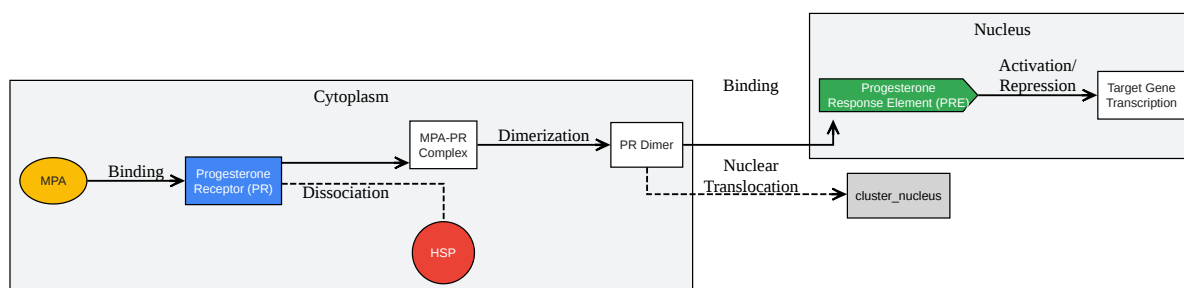 Nucleus
Activation/
Repression
Progesterone
Response Element (PRE)
Target Gene
Transcription
Binding
Cytoplasm
MPA
Binding
Progesterone
Receptor (PR)
Dissociation
MPA-PR
Complex
Dimerization
PR Dimer
Nuclear
Translocation
cluster_nucleus
HSP